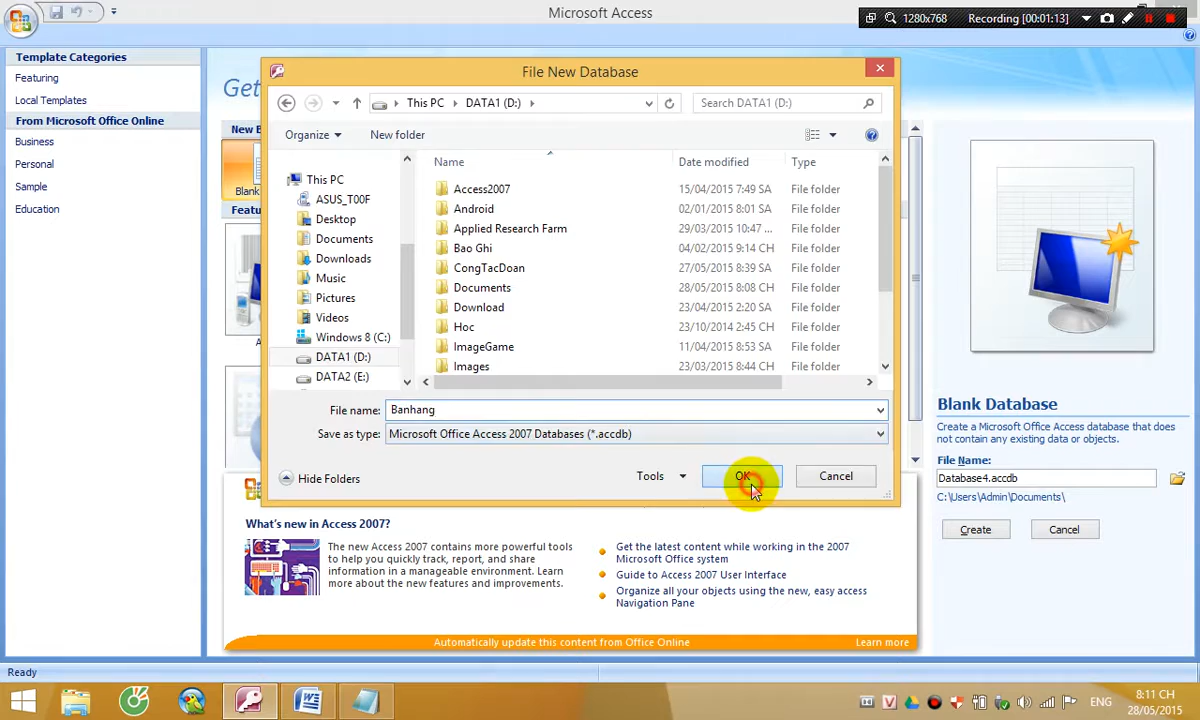 Microsoft Access
1280x768
Recording [00:01:13]
Template Categories
Featuring
Local Templates
From Microsoft Office Online
Business
Personal
Sample
Education
Get
New B
Blank
Featu
File New Database
This PC
DATA1 (D:)
Search DATA1 (D:)
Organize
New folder
Name
Date modified
Type
This PC
ASUS_T00F
Desktop
Documents
Downloads
Music
Pictures
Videos
Windows 8 (C:)
DATA1 (D:)
DATA2 (E:)
Access2007 15/04/2015 7:49 SA File folder
Android 02/01/2015 8:01 SA File folder
Applied Research Farm 29/03/2015 10:47 ... File folder
Bao Ghi 04/02/2015 9:14 CH File folder
CongTacDoan 27/05/2015 8:39 SA File folder
Documents 28/05/2015 8:08 CH File folder
Download 23/04/2015 2:20 SA File folder
Hoc 23/10/2014 2:45 CH File folder
ImageGame 11/04/2015 8:53 SA File folder
Images 23/03/2015 8:44 CH File folder
File name: Banhang
Save as type: Microsoft Office Access 2007 Databases (*.accdb)
Hide Folders
Tools
OK
Cancel
Blank Database
Create a Microsoft Office Access database that does
not contain any existing data or objects.
File Name:
Database4.accdb
C:\Users\Admin\Documents\
Create
Cancel
What's new in Access 2007?
The new Access 2007 contains more powerful tools
to help you quickly track, report, and share
information in a manageable environment. Learn
more about the new features and improvements.
Get the latest content while working in the 2007
Microsoft Office system
Guide to Access 2007 User Interface
Organize all your objects using the new, easy access
Navigation Pane
Automatically update this content from Office Online
Learn more
Ready
ENG
8:11 CH
28/05/2015